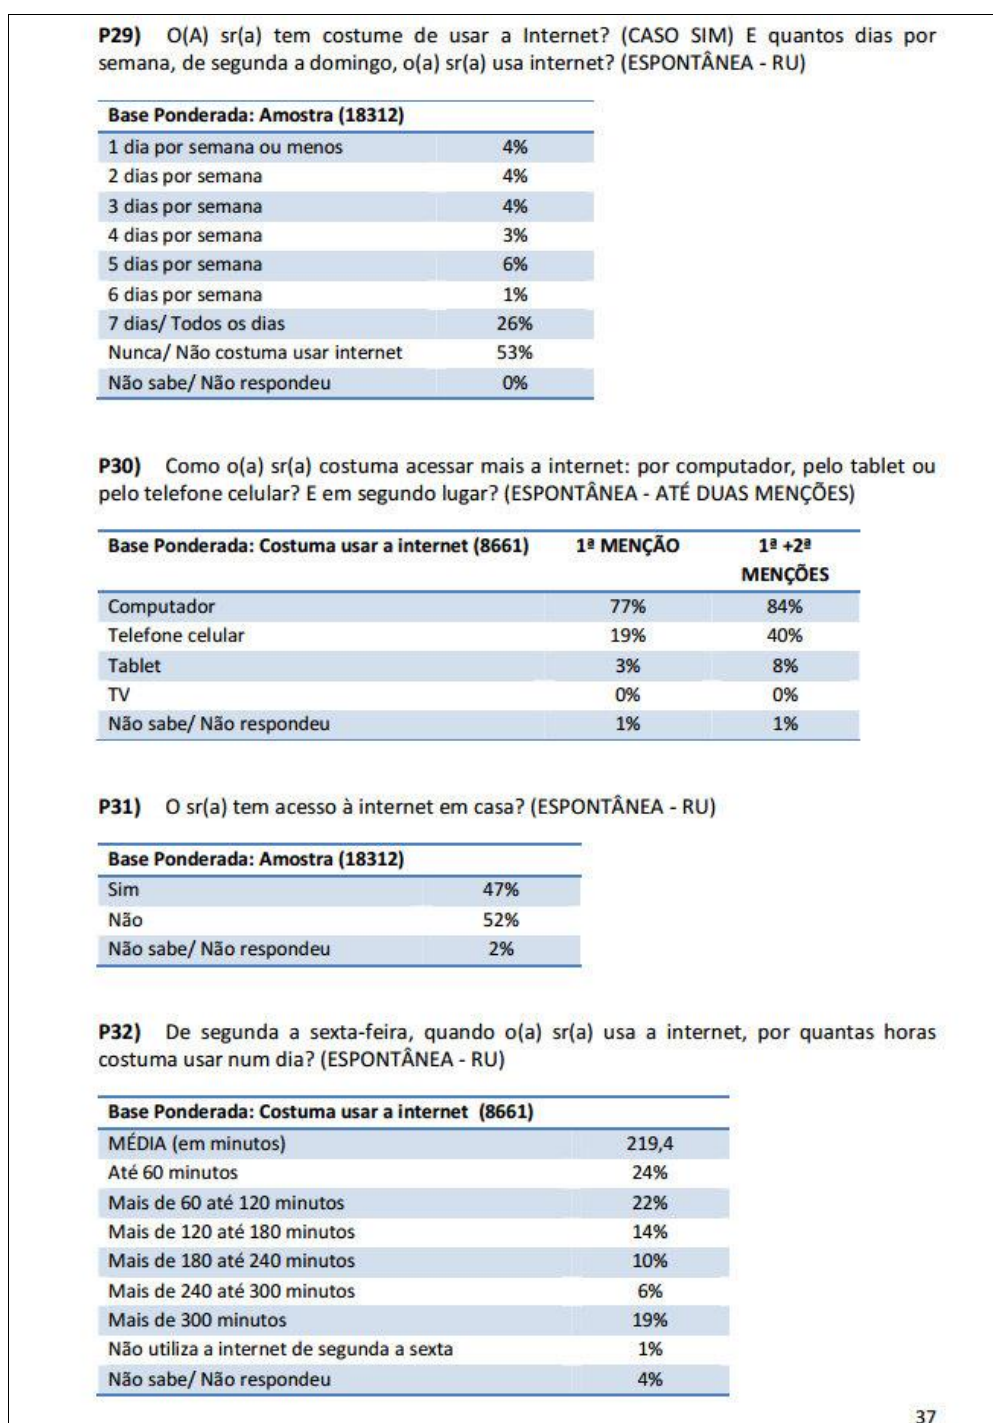 P29) O(A) sr(a) tem costume de usar a Internet? (CASO SIM) E quantos dias por
semana, de segunda a domingo, o(a) sr(a) usa internet? (ESPONTÂNEA - RU)
Base Ponderada: Amostra (18312)
1 dia por semana ou menos 4%
2 dias por semana 4%
3 dias por semana 4%
4 dias por semana 3%
5 dias por semana 6%
6 dias por semana 1%
7 dias/ Todos os dias 26%
Nunca/ Não costuma usar internet 53%
Não sabe/ Não respondeu 0%
P30) Como o(a) sr(a) costuma acessar mais a internet: por computador, pelo tablet ou
pelo telefone celular? E em segundo lugar? (ESPONTÂNEA - ATÉ DUAS MENÇÕES)
Base Ponderada: Costuma usar a internet (8661) 1ª MENÇÃO 1ª +2ª
MENÇÕES
Computador 77% 84%
Telefone celular 19% 40%
Tablet 3% 8%
TV 0% 0%
Não sabe/ Não respondeu 1% 1%
P31) O sr(a) tem acesso à internet em casa? (ESPONTÂNEA - RU)
Base Ponderada: Amostra (18312)
Sim 47%
Não 52%
Não sabe/ Não respondeu 2%
P32) De segunda a sexta-feira, quando o(a) sr(a) usa a internet, por quantas horas
costuma usar num dia? (ESPONTÂNEA - RU)
Base Ponderada: Costuma usar a internet (8661)
MÉDIA (em minutos) 219,4
Até 60 minutos 24%
Mais de 60 até 120 minutos 22%
Mais de 120 até 180 minutos 14%
Mais de 180 até 240 minutos 10%
Mais de 240 até 300 minutos 6%
Mais de 300 minutos 19%
Não utiliza a internet de segunda a sexta 1%
Não sabe/ Não respondeu 4%
37